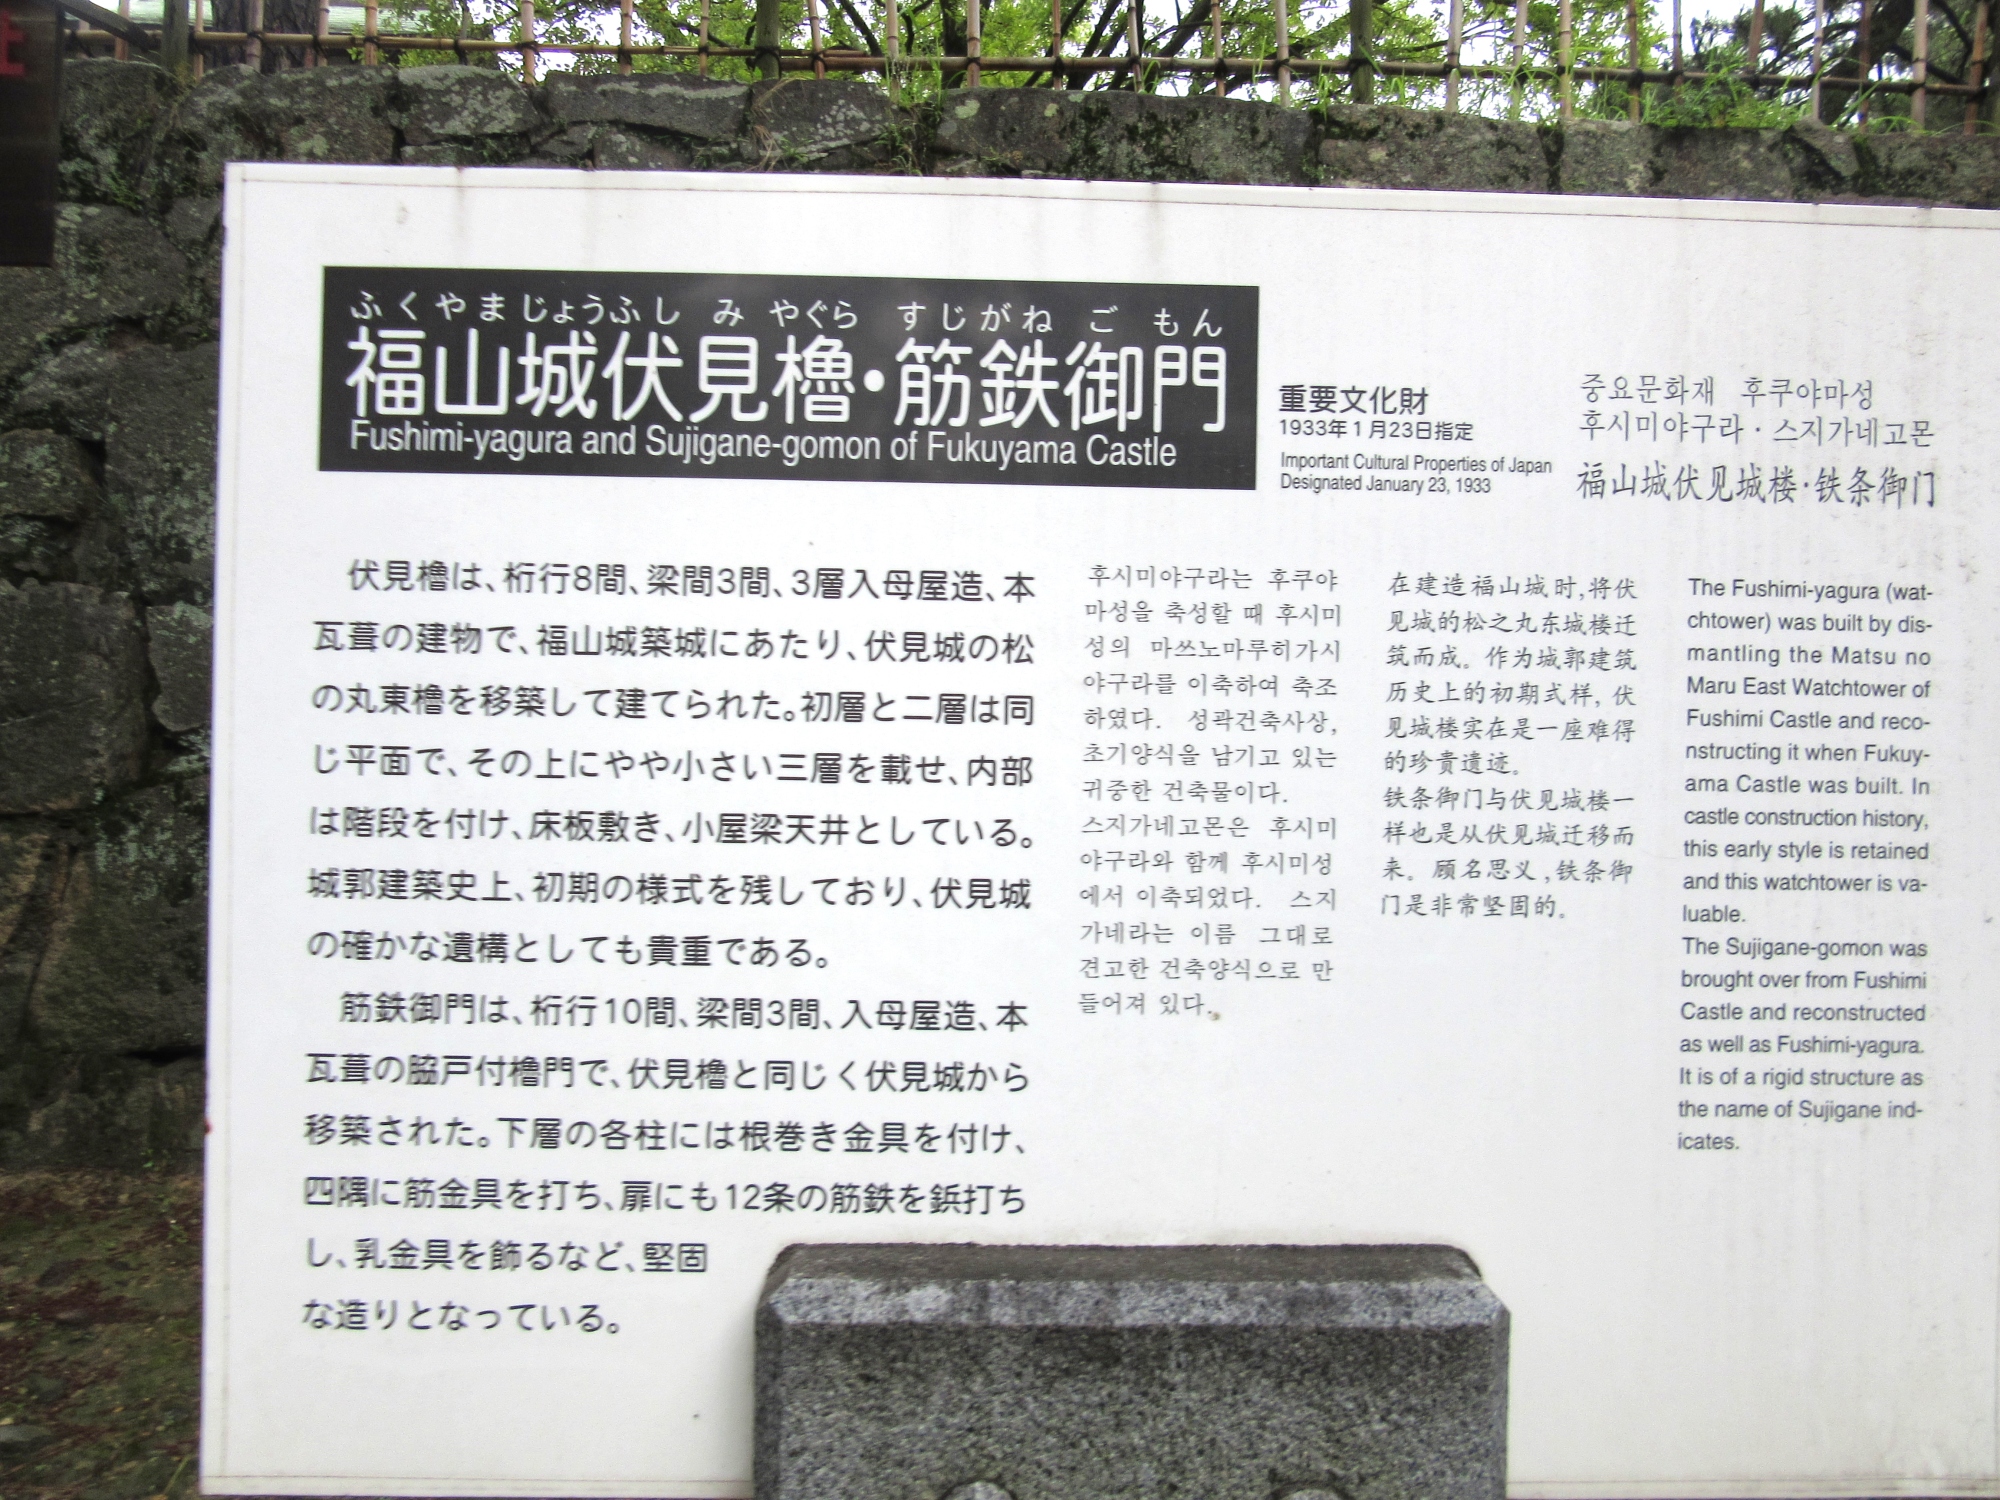 ふくやまじょうふしみやぐら すじがねごもん
福山城伏見櫓・筋鉄御門
Fushimi-yagura and Sujigane-gomon of Fukuyama Castle
重要文化財
1933年1月23日指定
Important Cultural Properties of Japan
Designated January 23, 1933
중요문화재 후쿠야마성
후시미야구라·스지가네고몬
福山城伏见城楼·铁条御门
伏見櫓は、桁行8間、梁間3間、3層入母屋造、本
瓦葺の建物で、福山城築城にあたり、伏見城の松
の丸東櫓を移築して建てられた。初層と二層は同
じ平面で、その上にやや小さい三層を載せ、内部
は階段を付け、床板敷き、小屋梁天井としている。
城郭建築史上、初期の様式を残しており、伏見城
の確かな遺構としても貴重である。
筋鉄御門は、桁行10間、梁間3間、入母屋造、本
瓦葺の脇戸付櫓門で、伏見櫓と同じく伏見城から
移築された。下層の各柱には根巻き金具を付け、
四隅に筋金具を打ち、扉にも12条の筋鉄を鋲打ち
し、乳金具を飾るなど、堅固
な造りとなっている。
후시미야구라는 후쿠야
마성을 축성할 때 후시미
성의 마쓰노마루히가시
야구라를 이축하여 축조
하였다. 성곽건축사상,
초기양식을 남기고 있는
귀중한 건축물이다.
스지가네고몬은 후시미
야구라와 함께 후시미성
에서 이축되었다. 스지
가네라는 이름 그대로
견고한 건축양식으로 만
들어져 있다.
在建造福山城时,将伏
见城的松之丸东城楼迁
筑而成。作为城郭建筑
历史上的初期式样,伏
见城楼实在是一座难得
的珍貴遗迹。
铁条御门与伏见城楼一
样也是从伏见城迁移而
来。顾名思义,铁条御
门是非常坚固的。
The Fushimi-yagura (wat-
chtower) was built by dis-
mantling the Matsu no
Maru East Watchtower of
Fushimi Castle and reco-
nstructing it when Fukuy-
ama Castle was built. In
castle construction history,
this early style is retained
and this watchtower is va-
luable.
The Sujigane-gomon was
brought over from Fushimi
Castle and reconstructed
as well as Fushimi-yagura.
It is of a rigid structure as
the name of Sujigane ind-
icates.